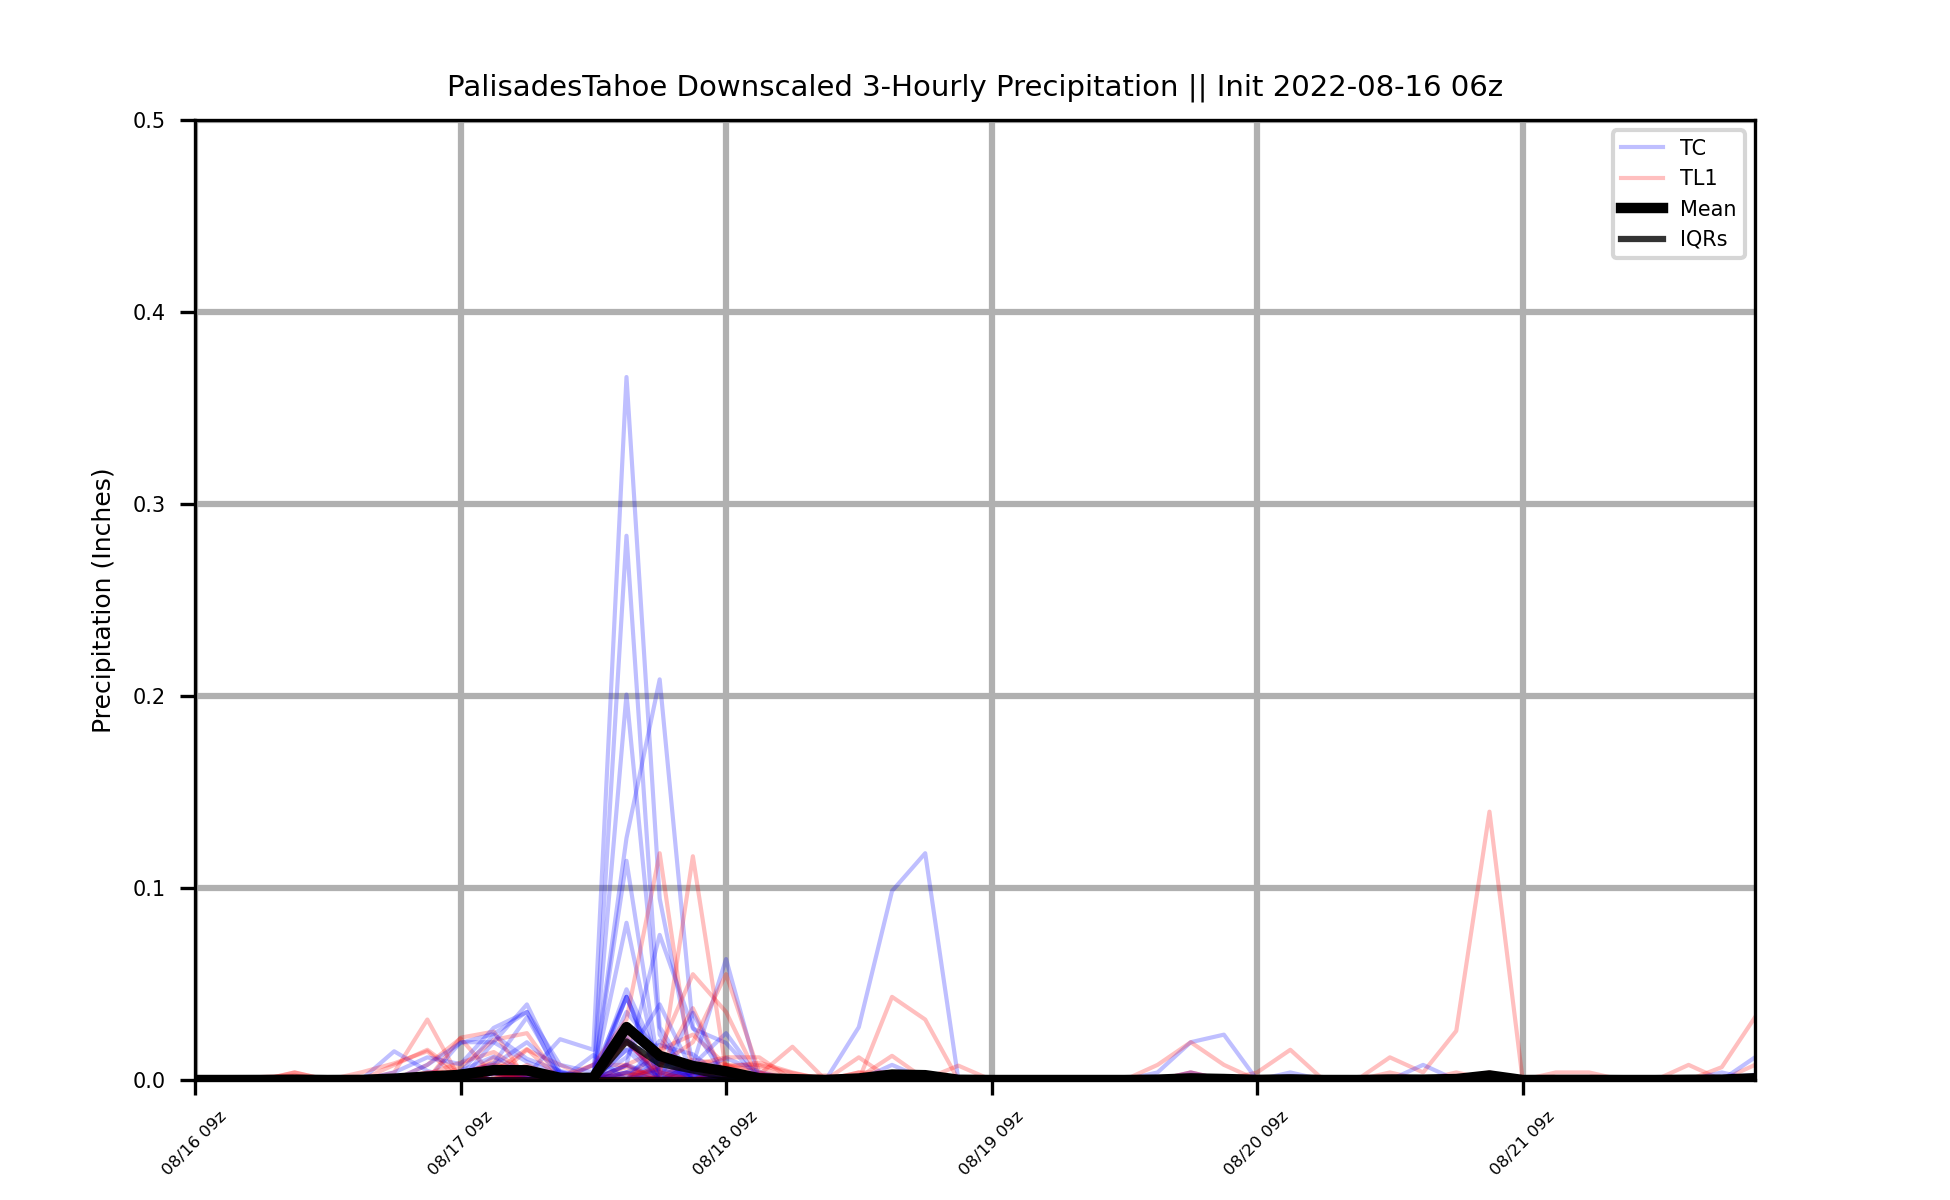 PalisadesTahoe Downscaled 3-Hourly Precipitation || Init 2022-08-16 06z
0.5
0.4
0.3
0.2
0.1
0.0
Precipitation (Inches)
TC
TL1
Mean
IQRs
08/16 09z
08/17 09z
08/18 09z
08/19 09z
08/20 09z
08/21 09z